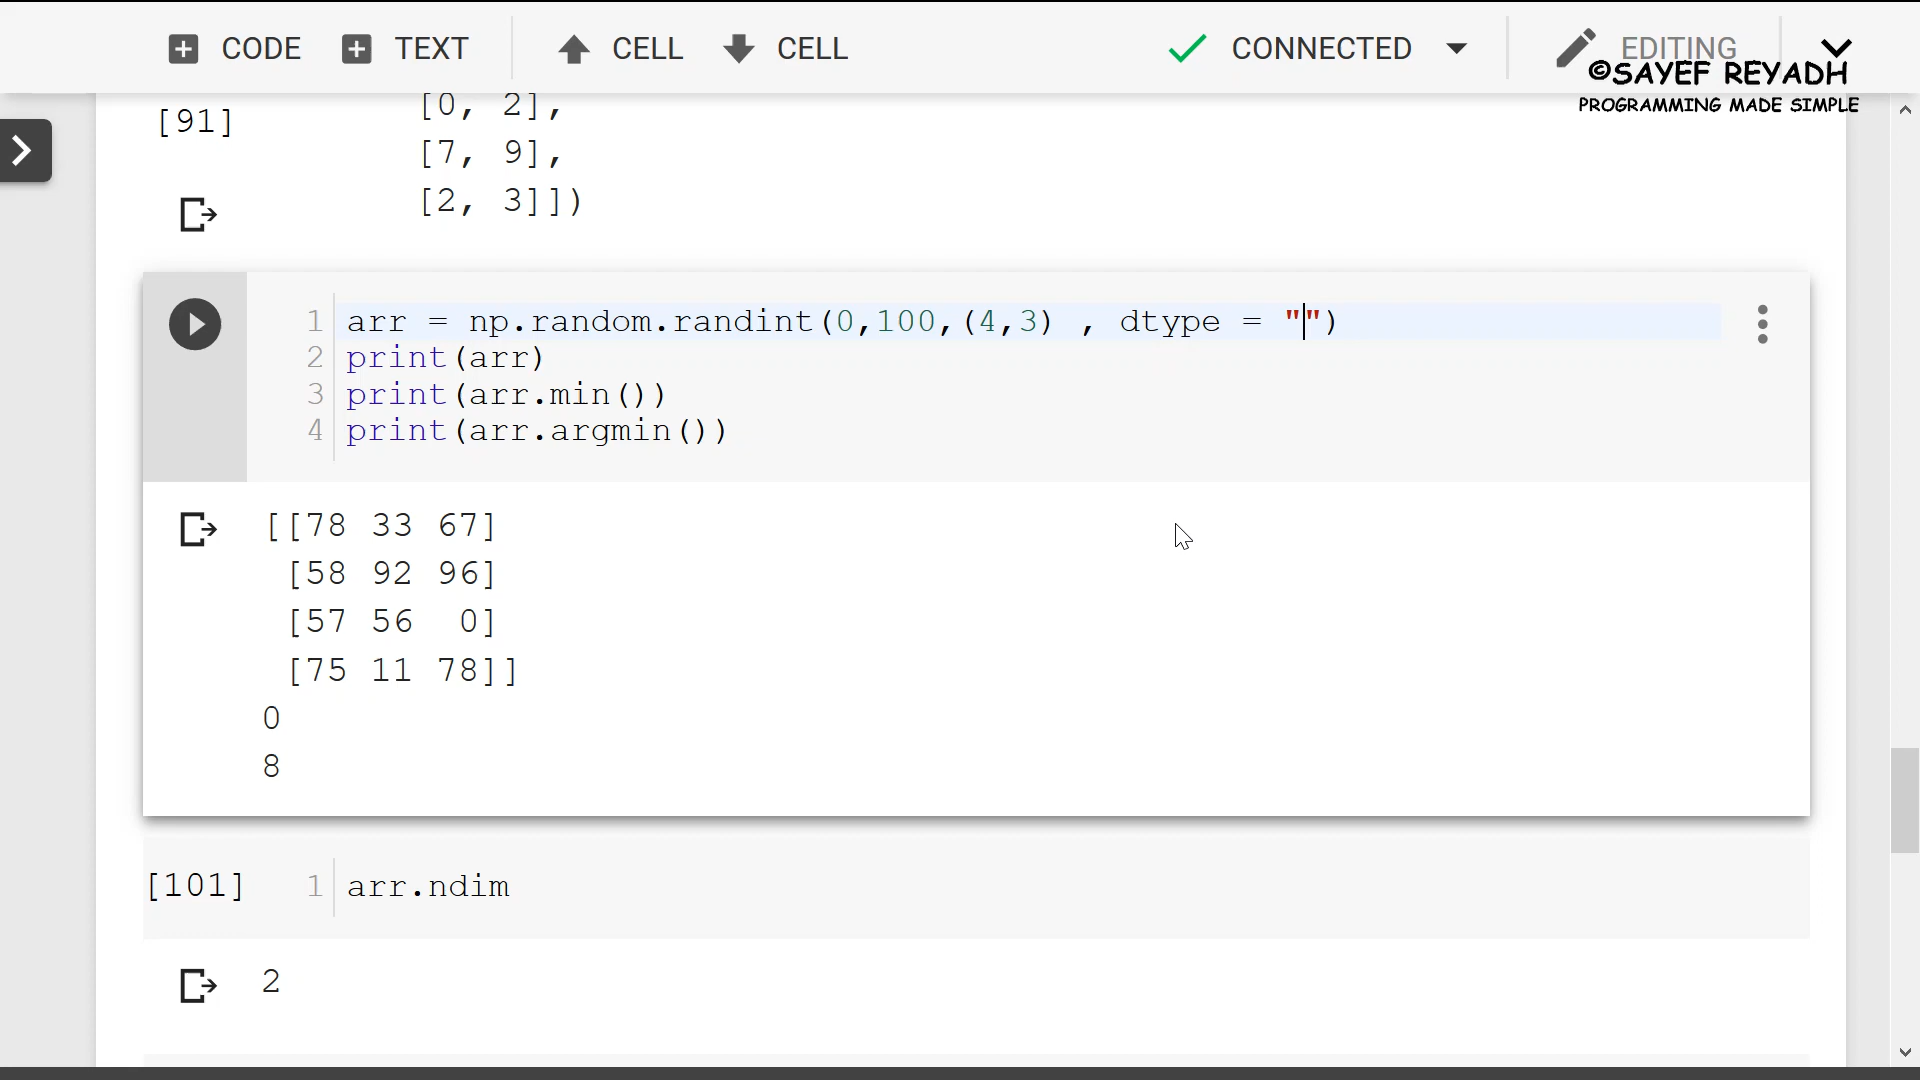 CODE TEXT CELL CELL CONNECTED EDITING
©SAYEF REYADH
PROGRAMMING MADE SIMPLE
[91]
[0, 2],
[7, 9],
[2, 3]])
1 arr = np.random.randint(0,100,(4,3) , dtype = "")
2 print(arr)
3 print(arr.min())
4 print(arr.argmin())
[[78 33 67]
[58 92 96]
[57 56  0]
[75 11 78]]
0
8
[101] 1 arr.ndim
2